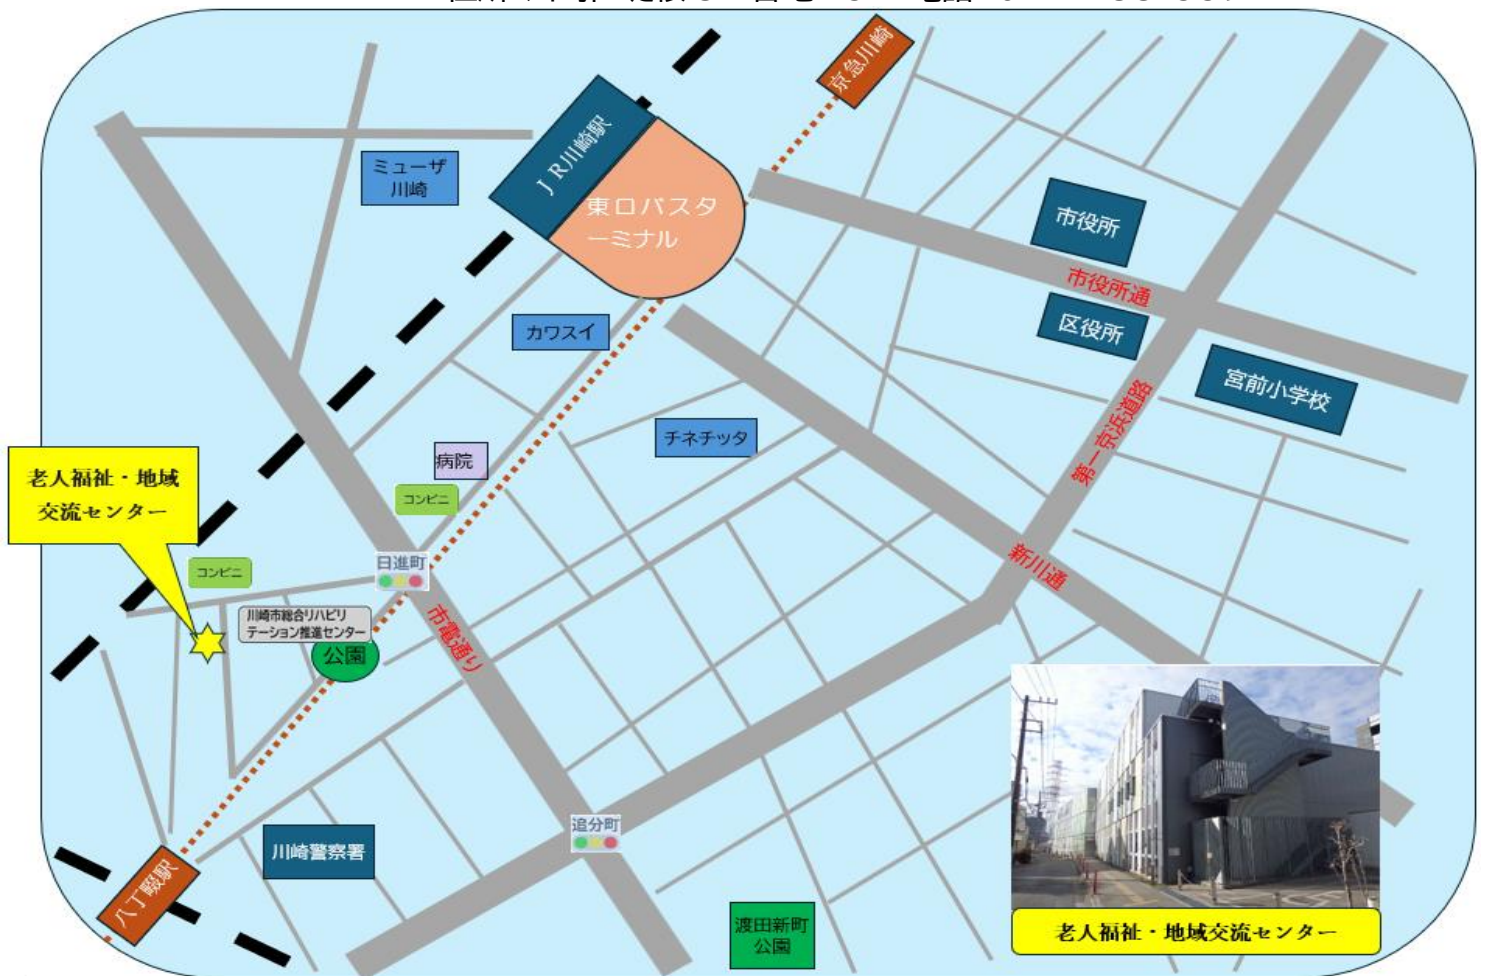 京急川崎
JR川崎駅
ミューザ
川崎
東口バスタ
ーミナル
市役所
市役所通
区役所
カワスイ
宮前小学校
第一京浜道路
チネチッタ
病院
老人福祉・地域
交流センター
コンビニ
日進町
新川通
コンビニ
川崎市総合リハビリ
テーション推進センター
市電通り
公園
追分町
川崎警察署
八丁畷駅
渡田新町
公園
老人福祉・地域交流センター